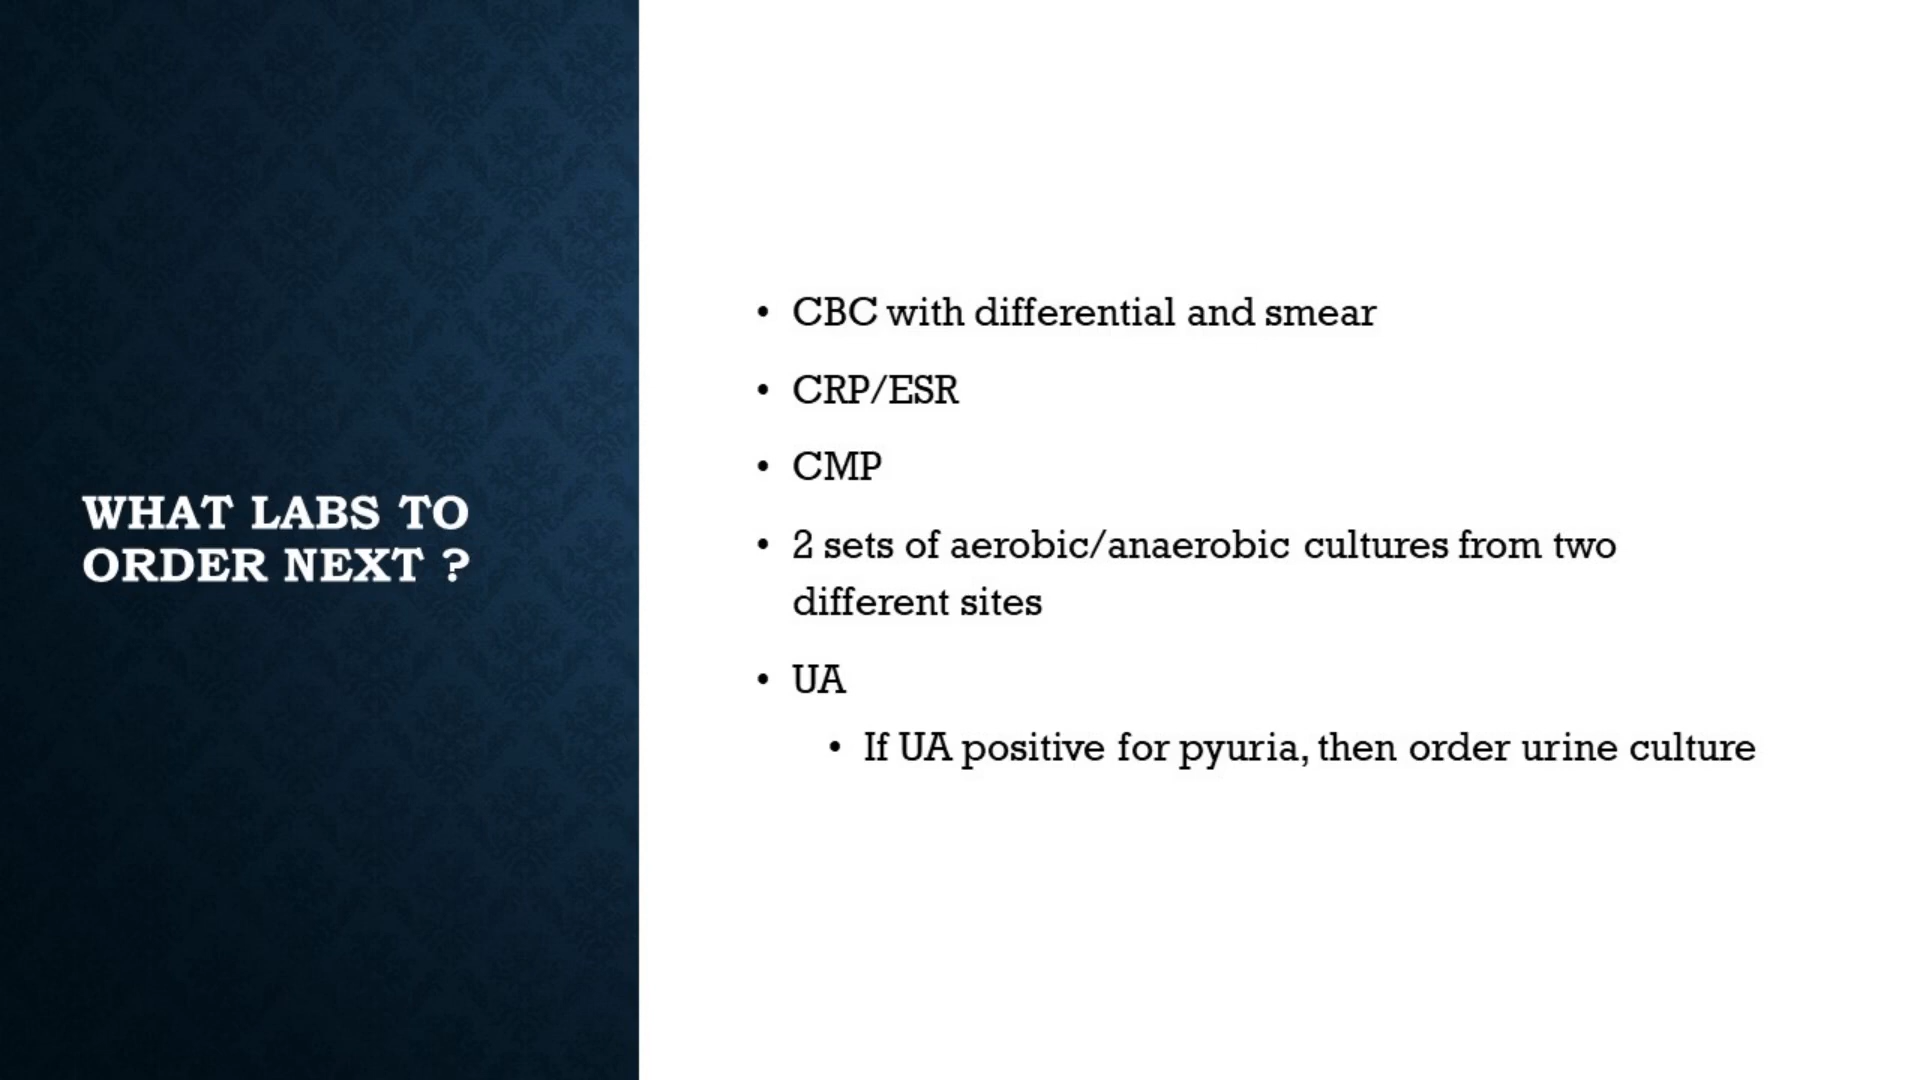 WHAT LABS TO
ORDER NEXT ?
• CBC with differential and smear
• CRP/ESR
• CMP
• 2 sets of aerobic/anaerobic cultures from two
different sites
• UA
• If UA positive for pyuria, then order urine culture